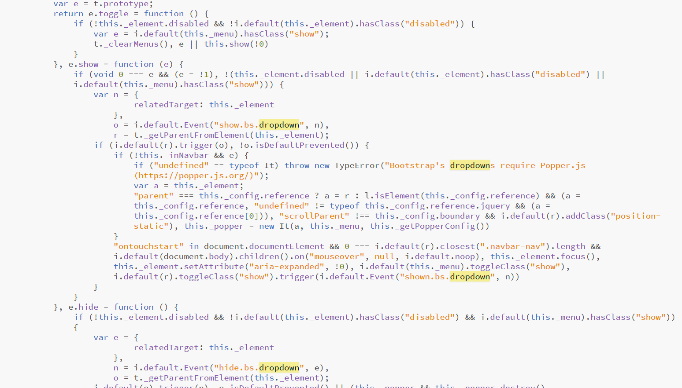 var e = t.prototype;
return e.toggle = function () {
if (!this._element.disabled && !i.default(this._element).hasClass("disabled")) {
var e = i.default(this._menu).hasClass("show");
t._clearMenus(), e || this.show(!0)
}
}, e.show = function (e) {
if (void 0 === e && (e = !1), !(this._element.disabled || i.default(this._element).hasClass("disabled") ||
i.default(this._menu).hasClass("show"))) {
var n = {
relatedTarget: this._element
},
o = i.default.Event("show.bs.dropdown", n),
r = t._getParentFromElement(this._element);
if (i.default(r).trigger(o), !o.isDefaultPrevented()) {
if (!this._inNavbar && e) {
if ("undefined" == typeof It) throw new TypeError("Bootstrap's dropdowns require Popper.js
(https://popper.js.org/)");
var a = this._element;
"parent" === this._config.reference ? a = r : l.isElement(this._config.reference) && (a =
this._config.reference, "undefined" != typeof this._config.reference.jquery && (a =
this._config.reference[0])), "scrollParent" !== this._config.boundary && i.default(r).addClass("position-
static"), this._popper = new It(a, this._menu, this._getPopperConfig())
}
"ontouchstart" in document.documentElement && 0 === i.default(r).closest(".navbar-nav").length &&
i.default(document.body).children().on("mouseover", null, i.default.noop), this._element.focus(),
this._element.setAttribute("aria-expanded", !0), i.default(this._menu).toggleClass("show"),
i.default(r).toggleClass("show").trigger(i.default.Event("shown.bs.dropdown", n))
}
}
}, e.hide = function () {
if (!this._element.disabled && !i.default(this._element).hasClass("disabled") && i.default(this._menu).hasClass("show"))
{
var e = {
relatedTarget: this._element
},
n = i.default.Event("hide.bs.dropdown", e),
o = t._getParentFromElement(this._element);